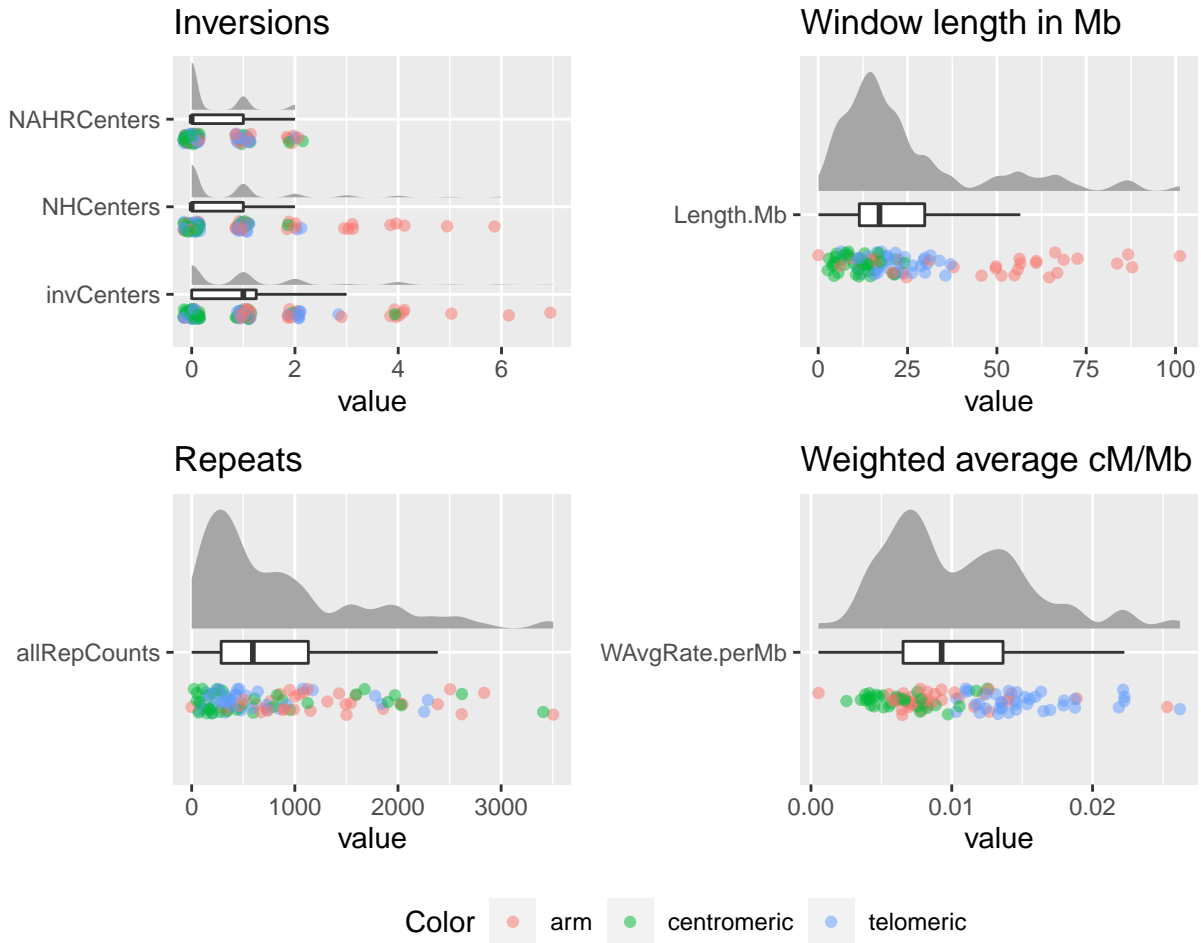 Inversions
NAHRCenters
NHCenters
invCenters
0 2 4 6
value
Window length in Mb
Length.Mb
0 25 50 75 100
value
Repeats
allRepCounts
0 1000 2000 3000
value
Weighted average cM/Mb
WAvgRate.perMb
0.00 0.01 0.02
value
Color arm centromeric telomeric